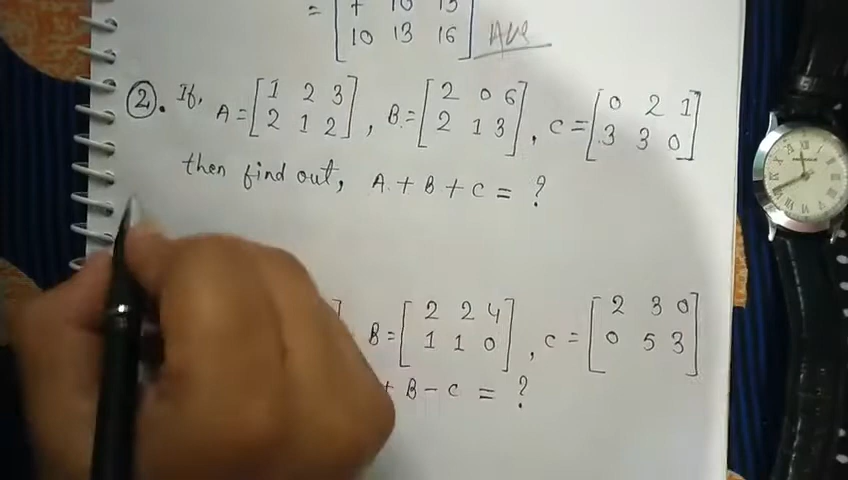 = [ 7 10 13
10 13 16 ] Ans
2. If, A = [ 1 2 3
2 1 2 ], B = [ 2 0 6
2 1 3 ], C = [ 0 2 1
3 3 0 ]
then find out, A + B + C = ?
B = [ 2 2 4
1 1 0 ], C = [ 2 3 0
0 5 3 ]
+ B - C = ?